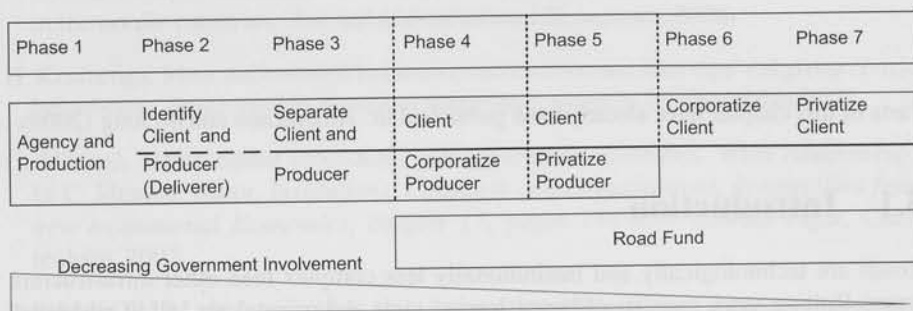 Phase 1 Phase 2 Phase 3 Phase 4 Phase 5 Phase 6 Phase 7
Agency and
Production
Identify
Client and
Producer
(Deliverer)
Separate
Client and
Producer
Client
Corporatize
Producer
Client
Privatize
Producer
Corporatize
Client
Privatize
Client
Road Fund
Decreasing Government Involvement